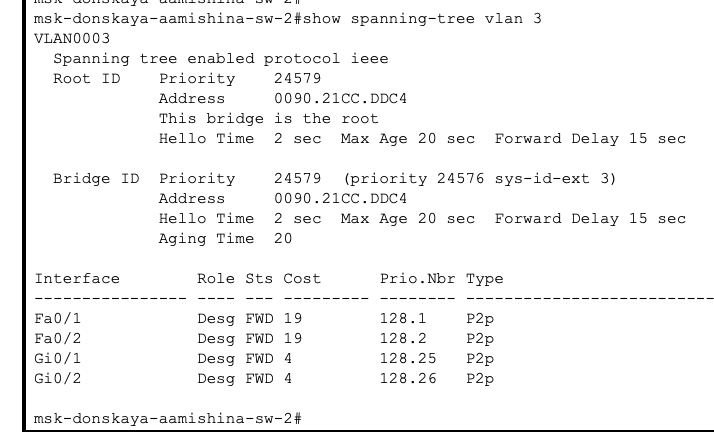 msk-donskaya-aamishina-sw-2#
msk-donskaya-aamishina-sw-2#show spanning-tree vlan 3
VLAN0003
  Spanning tree enabled protocol ieee
  Root ID    Priority    24579
             Address     0090.21CC.DDC4
             This bridge is the root
             Hello Time  2 sec  Max Age 20 sec  Forward Delay 15 sec

  Bridge ID  Priority    24579  (priority 24576 sys-id-ext 3)
             Address     0090.21CC.DDC4
             Hello Time  2 sec  Max Age 20 sec  Forward Delay 15 sec
             Aging Time  20

Interface        Role Sts Cost      Prio.Nbr Type
---------------- ---- --- --------- -------- --------------------------
Fa0/1            Desg FWD 19        128.1    P2p
Fa0/2            Desg FWD 19        128.2    P2p
Gi0/1            Desg FWD 4         128.25   P2p
Gi0/2            Desg FWD 4         128.26   P2p

msk-donskaya-aamishina-sw-2#